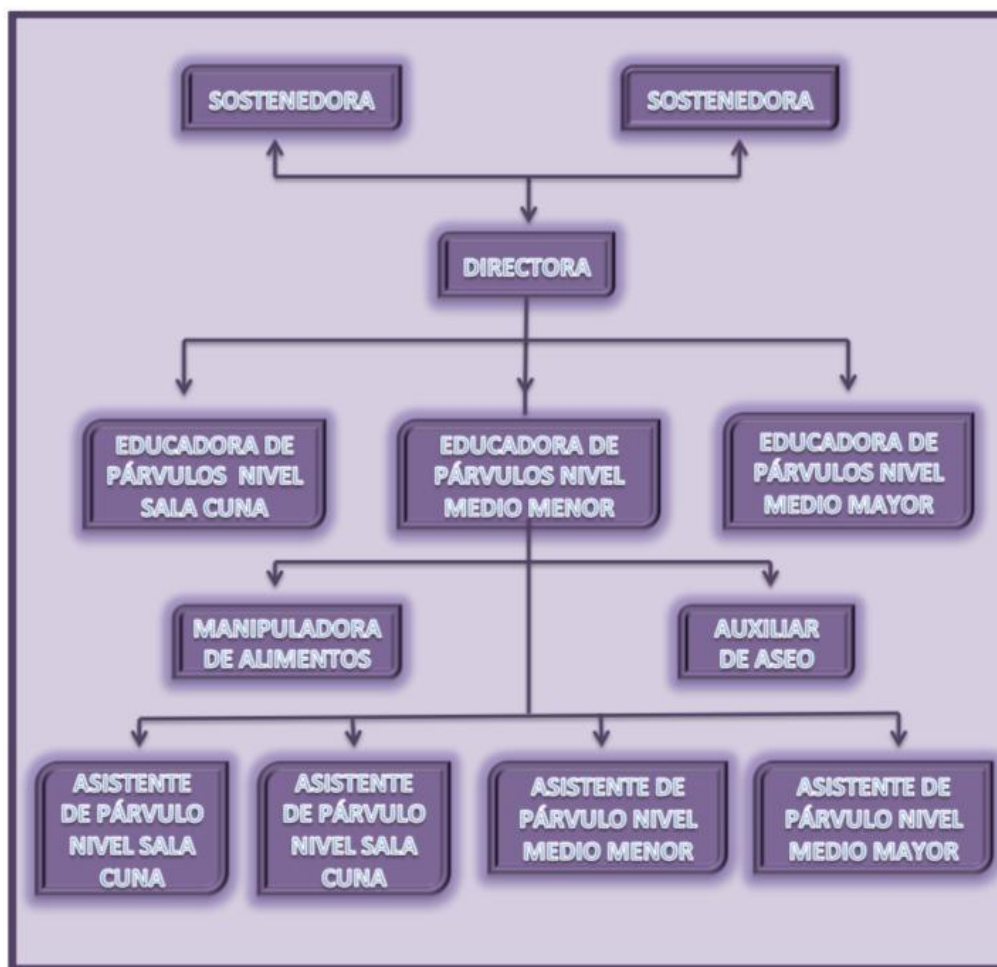 SOSTENEDORA
SOSTENEDORA
DIRECTORA
EDUCADORA DE
PÁRVULOS NIVEL
SALA CUNA
EDUCADORA DE
PÁRVULOS NIVEL
MEDIO MENOR
EDUCADORA DE
PÁRVULOS NIVEL
MEDIO MAYOR
MANIPULADORA
DE ALIMENTOS
AUXILIAR
DE ASEO
ASISTENTE
DE PÁRVULO
NIVEL SALA
CUNA
ASISTENTE
DE PÁRVULO
NIVEL SALA
CUNA
ASISTENTE DE
PÁRVULO NIVEL
MEDIO MENOR
ASISTENTE DE
PÁRVULO NIVEL
MEDIO MAYOR